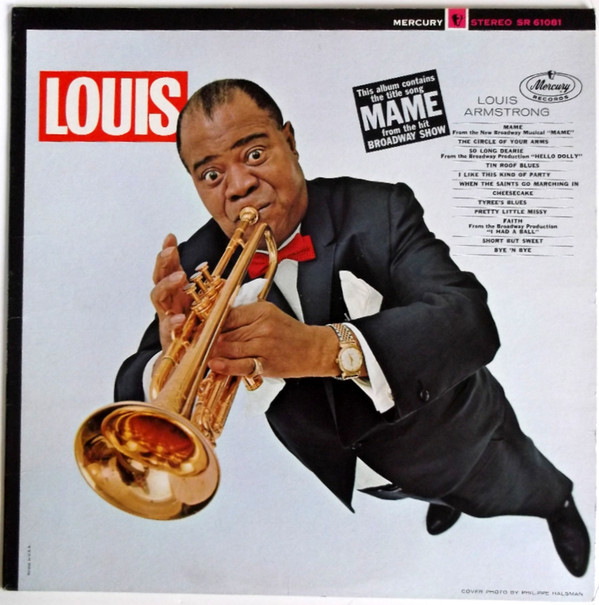 MERCURY STEREO SR 61081
LOUIS
This album contains
the title song
MAME
from the hit
BROADWAY SHOW
Mercury
RECORDS
LOUIS
ARMSTRONG
MAME
From the New Broadway Musical "MAME"
THE CIRCLE OF YOUR ARMS
SO LONG DEARIE
From the Broadway Production "HELLO DOLLY"
TIN ROOF BLUES
I LIKE THIS KIND OF PARTY
WHEN THE SAINTS GO MARCHING IN
CHEESECAKE
TYREE'S BLUES
PRETTY LITTLE MISSY
FAITH
From the Broadway Production
"I HAD A BALL"
SHORT BUT SWEET
BYE 'N BYE
COVER PHOTO BY PHILIPPE HALSMAN